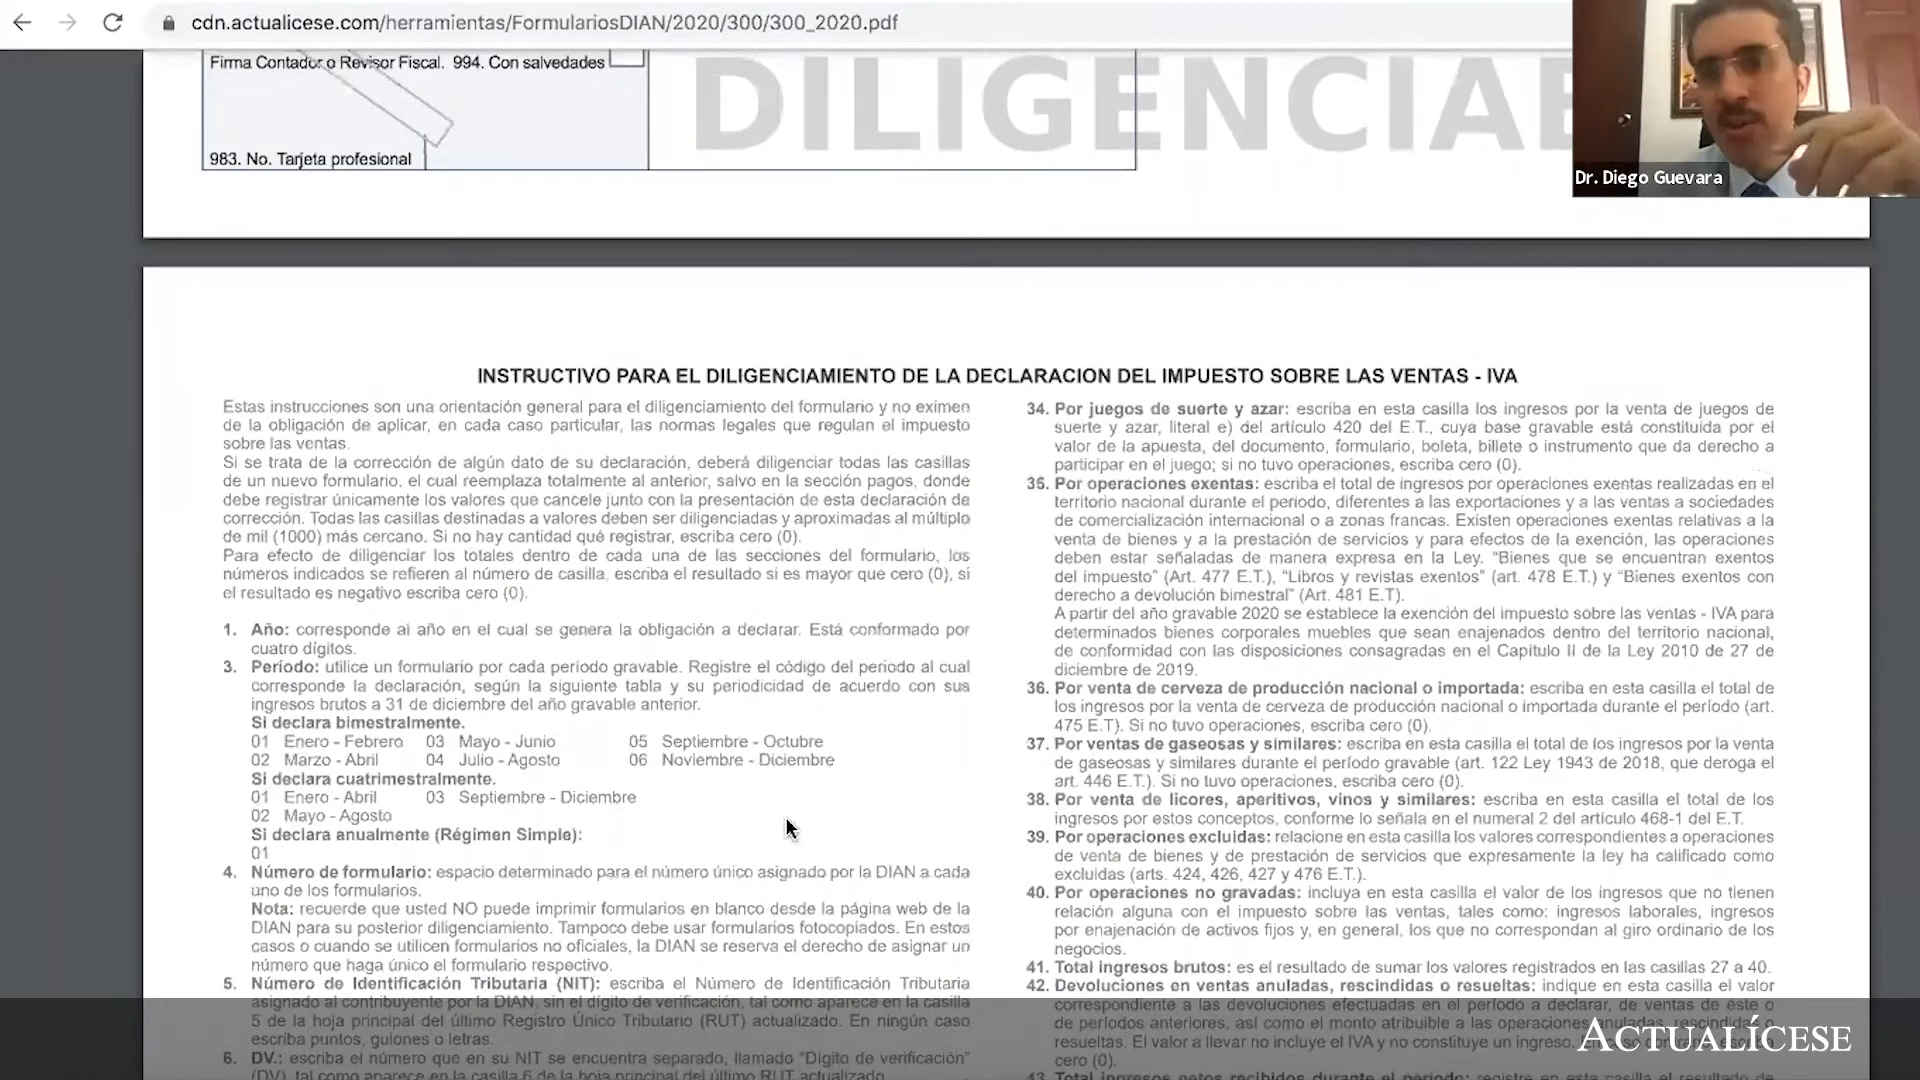 cdn.actualicese.com/herramientas/FormulariosDIAN/2020/300/300_2020.pdf
Firma Contador o Revisor Fiscal. 994. Con salvedades
983. No. Tarjeta profesional
DILIGENCIA
Dr. Diego Guevara
INSTRUCTIVO PARA EL DILIGENCIAMIENTO DE LA DECLARACION DEL IMPUESTO SOBRE LAS VENTAS - IVA
Estas instrucciones son una orientación general para el diligenciamiento del formulario y no eximen
de la obligación de aplicar, en cada caso particular, las normas legales que regulan el impuesto
sobre las ventas.
Si se trata de la corrección de algún dato de su declaración, deberá diligenciar todas las casillas
de un nuevo formulario, el cual reemplaza totalmente al anterior, salvo en la sección pagos, donde
debe registrar únicamente los valores que cancele junto con la presentación de esta declaración de
corrección. Todas las casillas destinadas a valores deben ser diligenciadas y aproximadas al múltiplo
de mil (1000) más cercano. Si no hay cantidad qué registrar, escriba cero (0).
Para efecto de diligenciar los totales dentro de cada una de las secciones del formulario, los
números indicados se refieren al número de casilla, escriba el resultado si es mayor que cero (0), si
el resultado es negativo escriba cero (0).
1. Año: corresponde al año en el cual se genera la obligación a declarar. Está conformado por
cuatro dígitos.
3. Período: utilice un formulario por cada período gravable. Registre el código del periodo al cual
corresponde la declaración, según la siguiente tabla y su periodicidad de acuerdo con sus
ingresos brutos a 31 de diciembre del año gravable anterior.
Si declara bimestralmente.
01 Enero - Febrero 03 Mayo - Junio 05 Septiembre - Octubre
02 Marzo - Abril 04 Julio - Agosto 06 Noviembre - Diciembre
Si declara cuatrimestralmente.
01 Enero - Abril 03 Septiembre - Diciembre
02 Mayo - Agosto
Si declara anualmente (Régimen Simple):
01
4. Número de formulario: espacio determinado para el número único asignado por la DIAN a cada
uno de los formularios.
Nota: recuerde que usted NO puede imprimir formularios en blanco desde la página web de la
DIAN para su posterior diligenciamiento. Tampoco debe usar formularios fotocopiados. En estos
casos o cuando se utilicen formularios no oficiales, la DIAN se reserva el derecho de asignar un
número que haga único el formulario respectivo.
5. Número de Identificación Tributaria (NIT): escriba el Número de Identificación Tributaria
asignado al contribuyente por la DIAN, sin el dígito de verificación, tal como aparece en la casilla
5 de la hoja principal del último Registro Único Tributario (RUT) actualizado. En ningún caso
escriba puntos, guiones o letras.
6. DV.: escriba el número que en su NIT se encuentra separado, llamado "Dígito de verificación"
(DV), tal como aparece en la casilla 6 de la hoja principal del último RUT actualizado.
34. Por juegos de suerte y azar: escriba en esta casilla los ingresos por la venta de juegos de
suerte y azar, literal e) del artículo 420 del E.T., cuya base gravable está constituida por el
valor de la apuesta, del documento, formulario, boleta, billete o instrumento que da derecho a
participar en el juego; si no tuvo operaciones, escriba cero (0).
35. Por operaciones exentas: escriba el total de ingresos por operaciones exentas realizadas en el
territorio nacional durante el periodo, diferentes a las exportaciones y a las ventas a sociedades
de comercialización internacional o a zonas francas. Existen operaciones exentas relativas a la
venta de bienes y a la prestación de servicios y para efectos de la exención, las operaciones
deben estar señaladas de manera expresa en la Ley. "Bienes que se encuentran exentos
del impuesto" (Art. 477 E.T.), "Libros y revistas exentos" (art. 478 E.T.) y "Bienes exentos con
derecho a devolución bimestral" (Art. 481 E.T).
A partir del año gravable 2020 se establece la exención del impuesto sobre las ventas - IVA para
determinados bienes corporales muebles que sean enajenados dentro del territorio nacional,
de conformidad con las disposiciones consagradas en el Capítulo II de la Ley 2010 de 27 de
diciembre de 2019.
36. Por venta de cerveza de producción nacional o importada: escriba en esta casilla el total de
los ingresos por la venta de cerveza de producción nacional o importada durante el período (art.
475 E.T). Si no tuvo operaciones, escriba cero (0).
37. Por ventas de gaseosas y similares: escriba en esta casilla el total de los ingresos por la venta
de gaseosas y similares durante el período gravable (art. 122 Ley 1943 de 2018, que deroga el
art. 446 E.T.). Si no tuvo operaciones, escriba cero (0).
38. Por venta de licores, aperitivos, vinos y similares: escriba en esta casilla el total de los
ingresos por estos conceptos, conforme lo señala en el numeral 2 del artículo 468-1 del E.T.
39. Por operaciones excluidas: relacione en esta casilla los valores correspondientes a operaciones
de venta de bienes y de prestación de servicios que expresamente la ley ha calificado como
excluidas (arts. 424, 426, 427 y 476 E.T.).
40. Por operaciones no gravadas: incluya en esta casilla el valor de los ingresos que no tienen
relación alguna con el impuesto sobre las ventas, tales como: ingresos laborales, ingresos
por enajenación de activos fijos y, en general, los que no correspondan al giro ordinario de los
negocios.
41. Total ingresos brutos: es el resultado de sumar los valores registrados en las casillas 27 a 40.
42. Devoluciones en ventas anuladas, rescindidas o resueltas: indique en esta casilla el valor
correspondiente a las devoluciones efectuadas en el período a declarar, de ventas de éste o
de períodos anteriores, así como el monto atribuible a las operaciones anuladas, rescindidas o
resueltas. El valor a llevar no incluye el IVA y no constituye un ingreso. En caso
cero (0).
43. Total ingresos netos recibidos durante el período: registre en esta casilla el resultado de
ACTUALÍCESE